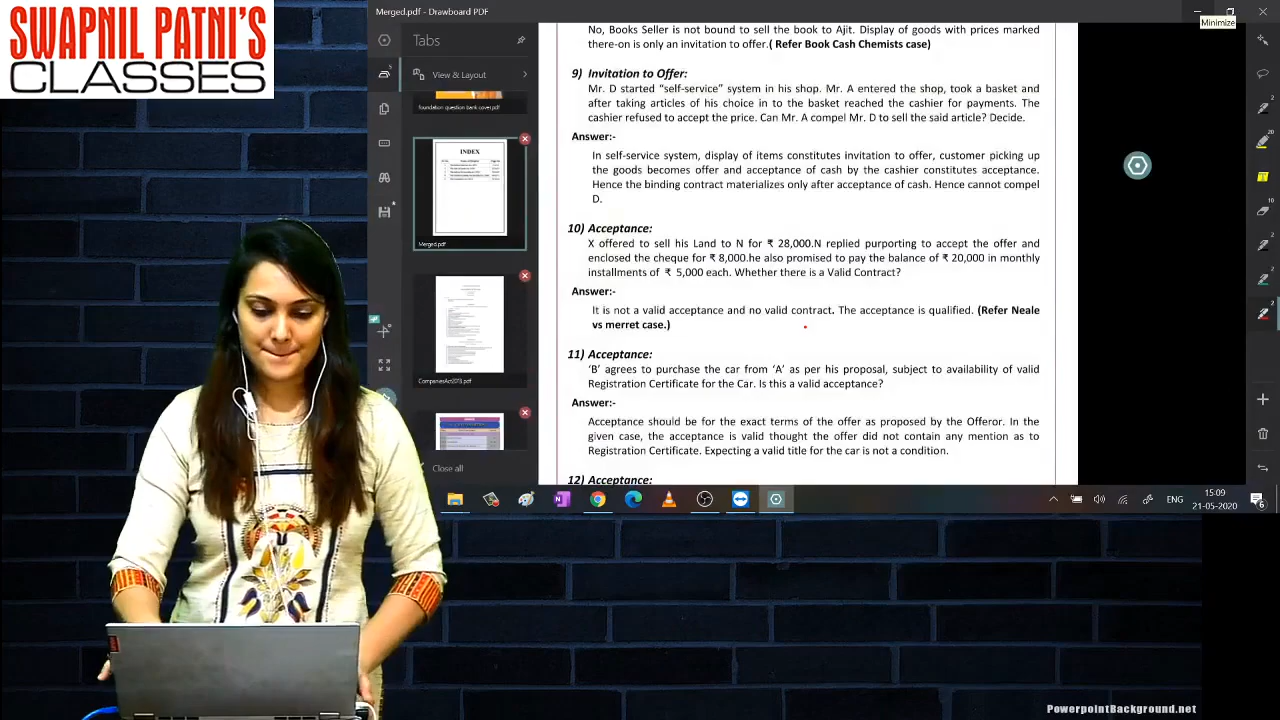 SWAPNIL PATNI'S
CLASSES
Merged.pdf - Drawboard PDF
Minimize
Tabs
View & Layout
foundation question bank cover.pdf
INDEX
Merged.pdf
CompaniesAct2013.pdf
Close all
No, Books Seller is not bound to sell the book to Ajit. Display of goods with prices marked
there-on is only an invitation to offer.( Refer Book Cash Chemists case)
9) Invitation to Offer:
Mr. D started “self-service” system in his shop. Mr. A entered the shop, took a basket and
after taking articles of his choice in to the basket reached the cashier for payments. The
cashier refused to accept the price. Can Mr. A compel Mr. D to sell the said article? Decide.
Answer:-
In self-service system, display of items constitutes invitation to offer, customer picking up
the goods becomes offer and acceptance of cash by the cashier constitutes acceptance.
Hence the binding contract materializes only after acceptance of cash. Hence cannot compel
D.
10) Acceptance:
X offered to sell his Land to N for ₹ 28,000.N replied purporting to accept the offer and
enclosed the cheque for ₹ 8,000.he also promised to pay the balance of ₹ 20,000 in monthly
installments of ₹ 5,000 each. Whether there is a Valid Contract?
Answer:-
It is not a valid acceptance and no valid contract. The acceptance is qualified. (Refer Neale
vs merret case.)
11) Acceptance:
‘B’ agrees to purchase the car from ‘A’ as per his proposal, subject to availability of valid
Registration Certificate for the Car. Is this a valid acceptance?
Answer:-
Acceptance should be for the exact terms of the offer as proposed by the Offeror. In the
given case, the acceptance is valid thought the offer did not contain any mention as to
Registration Certificate. Expecting a valid title for the car is not a condition.
12) Acceptance:
ENG
15:09
21-05-2020
PowerpointBackground.net